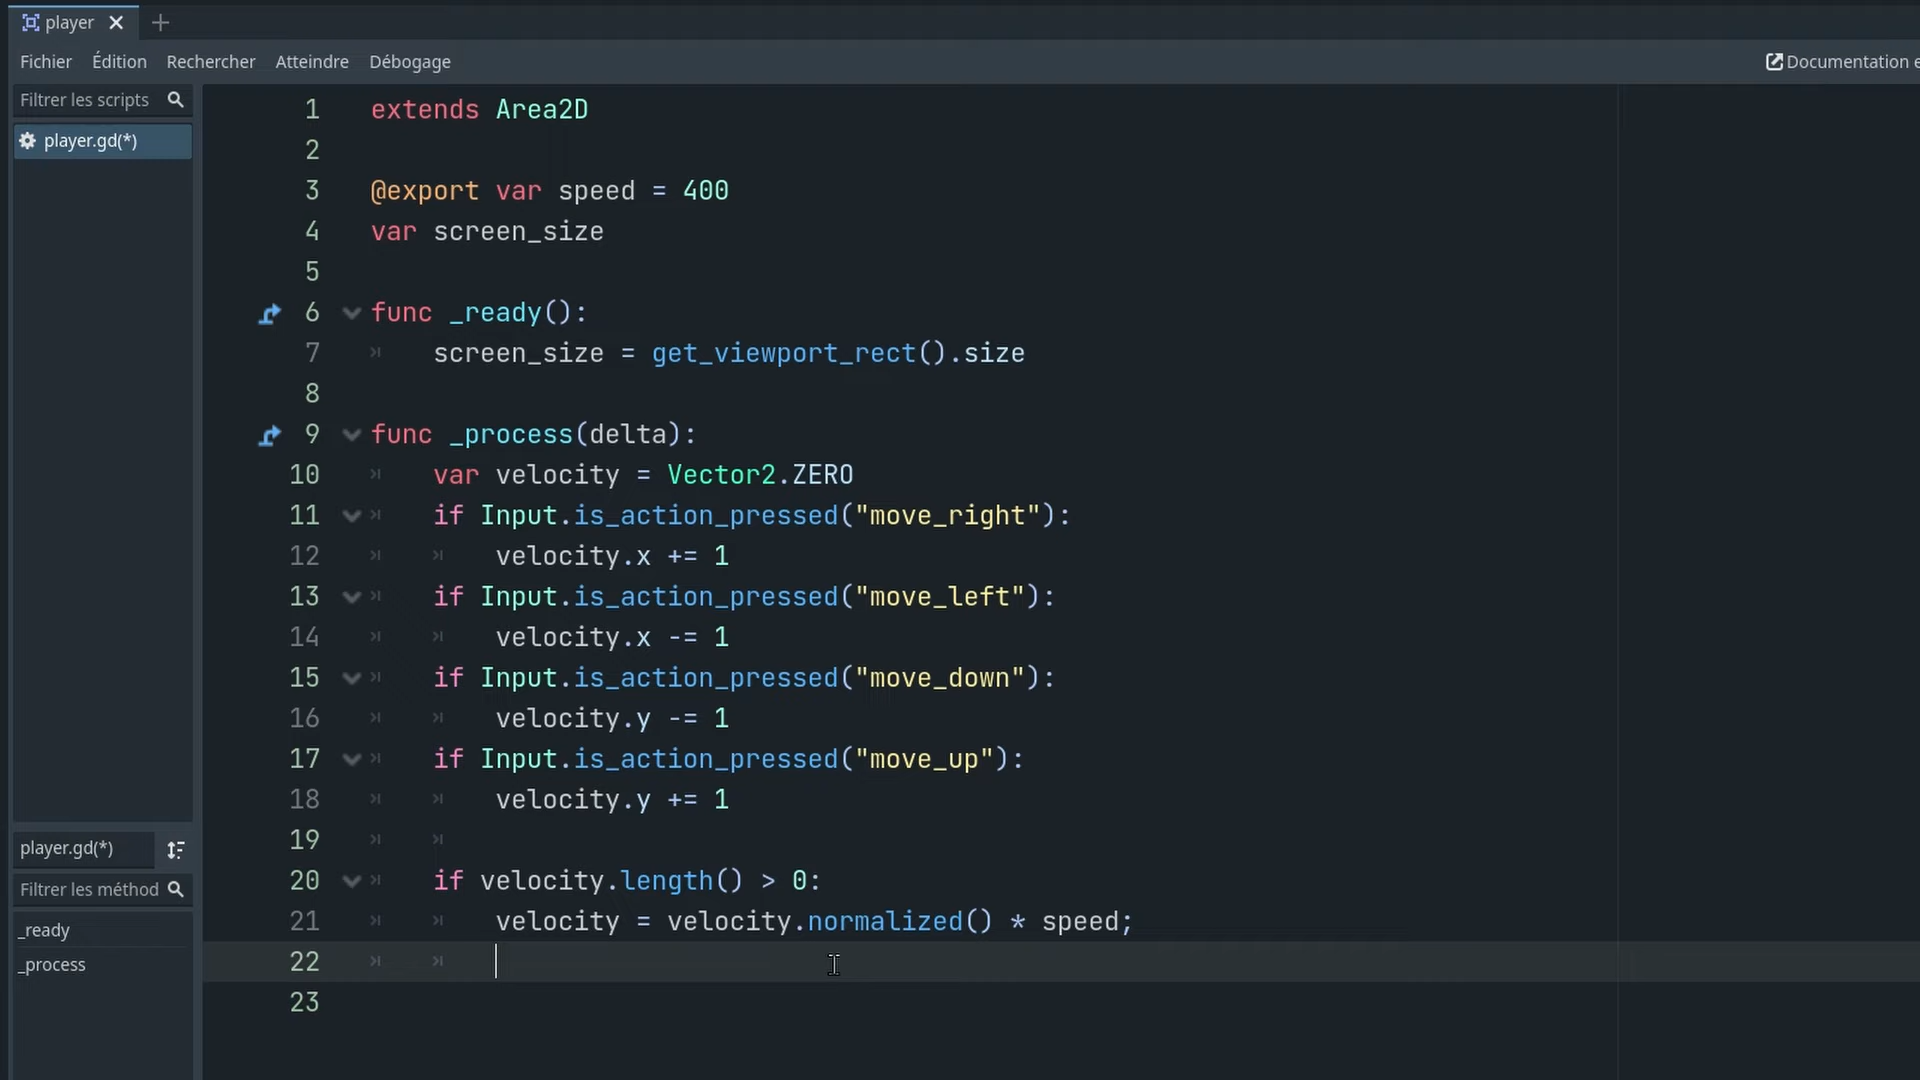 player
Fichier Édition Rechercher Atteindre Débogage
Documentation e
Filtrer les scripts
player.gd(*)
1 extends Area2D
2
3 @export var speed = 400
4 var screen_size
5
6 func _ready():
7 screen_size = get_viewport_rect().size
8
9 func _process(delta):
10 var velocity = Vector2.ZERO
11 if Input.is_action_pressed("move_right"):
12 velocity.x += 1
13 if Input.is_action_pressed("move_left"):
14 velocity.x -= 1
15 if Input.is_action_pressed("move_down"):
16 velocity.y -= 1
17 if Input.is_action_pressed("move_up"):
18 velocity.y += 1
19
20 if velocity.length() > 0:
21 velocity = velocity.normalized() * speed;
22
23
player.gd(*)
Filtrer les méthod
_ready
_process